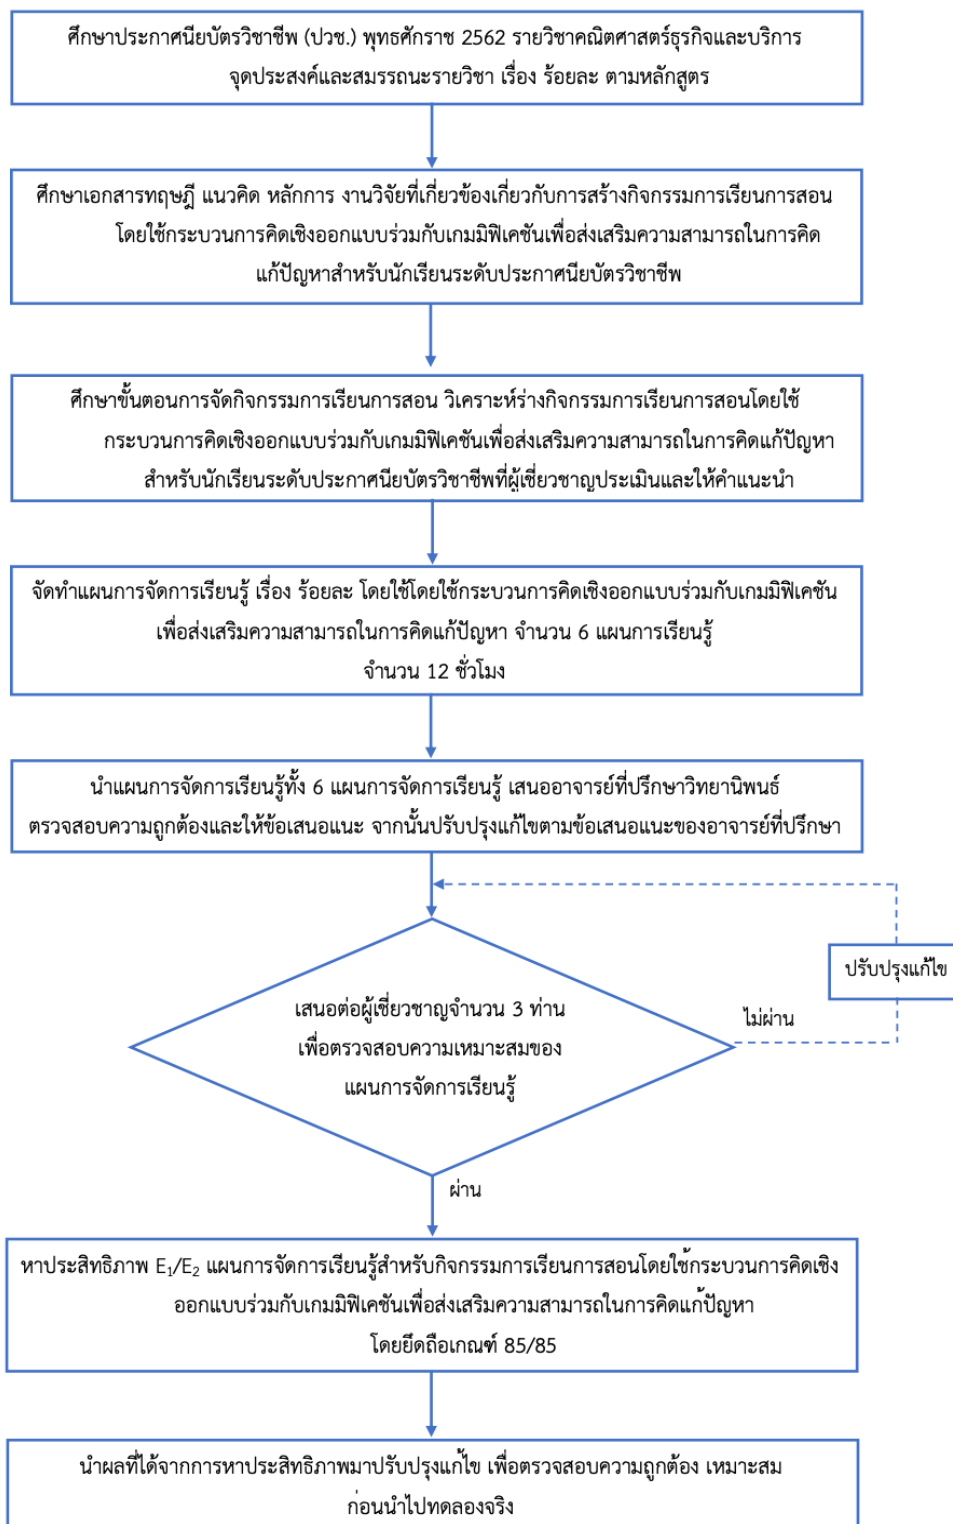 ศึกษาประกาศนียบัตรวิชาชีพ (ปวช.) พุทธศักราช 2562 รายวิชาคณิตศาสตร์ธุรกิจและบริการ
จุดประสงค์และสมรรถนะรายวิชา เรื่อง ร้อยละ ตามหลักสูตร
ศึกษาเอกสารทฤษฎี แนวคิด หลักการ งานวิจัยที่เกี่ยวข้องเกี่ยวกับการสร้างกิจกรรมการเรียนการสอน
โดยใช้กระบวนการคิดเชิงออกแบบร่วมกับเกมมิฟิเคชันเพื่อส่งเสริมความสามารถในการคิด
แก้ปัญหาสำหรับนักเรียนระดับประกาศนียบัตรวิชาชีพ
ศึกษาขั้นตอนการจัดกิจกรรมการเรียนการสอน วิเคราะห์ร่างกิจกรรมการเรียนการสอนโดยใช้
กระบวนการคิดเชิงออกแบบร่วมกับเกมมิฟิเคชันเพื่อส่งเสริมความสามารถในการคิดแก้ปัญหา
สำหรับนักเรียนระดับประกาศนียบัตรวิชาชีพที่ผู้เชี่ยวชาญประเมินและให้คำแนะนำ
จัดทำแผนการจัดการเรียนรู้ เรื่อง ร้อยละ โดยใช้โดยใช้กระบวนการคิดเชิงออกแบบร่วมกับเกมมิฟิเคชัน
เพื่อส่งเสริมความสามารถในการคิดแก้ปัญหา จำนวน 6 แผนการเรียนรู้
จำนวน 12 ชั่วโมง
นำแผนการจัดการเรียนรู้ทั้ง 6 แผนการจัดการเรียนรู้ เสนออาจารย์ที่ปรึกษาวิทยานิพนธ์
ตรวจสอบความถูกต้องและให้ข้อเสนอแนะ จากนั้นปรับปรุงแก้ไขตามข้อเสนอแนะของอาจารย์ที่ปรึกษา
ปรับปรุงแก้ไข
เสนอต่อผู้เชี่ยวชาญจำนวน 3 ท่าน
เพื่อตรวจสอบความเหมาะสมของ
แผนการจัดการเรียนรู้
ไม่ผ่าน
ผ่าน
หาประสิทธิภาพ E₁/E₂ แผนการจัดการเรียนรู้สำหรับกิจกรรมการเรียนการสอนโดยใช้กระบวนการคิดเชิง
ออกแบบร่วมกับเกมมิฟิเคชันเพื่อส่งเสริมความสามารถในการคิดแก้ปัญหา
โดยยึดถือเกณฑ์ 85/85
นำผลที่ได้จากการหาประสิทธิภาพมาปรับปรุงแก้ไข เพื่อตรวจสอบความถูกต้อง เหมาะสม
ก่อนนำไปทดลองจริง